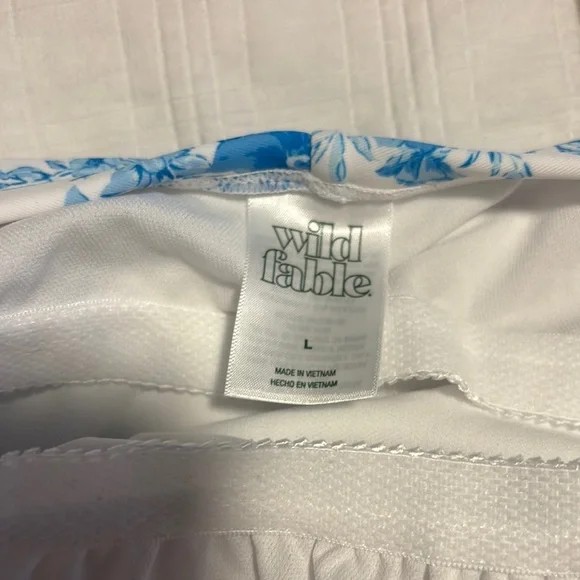 wild
fable.
L
MADE IN VIETNAM
HECHO EN VIETNAM